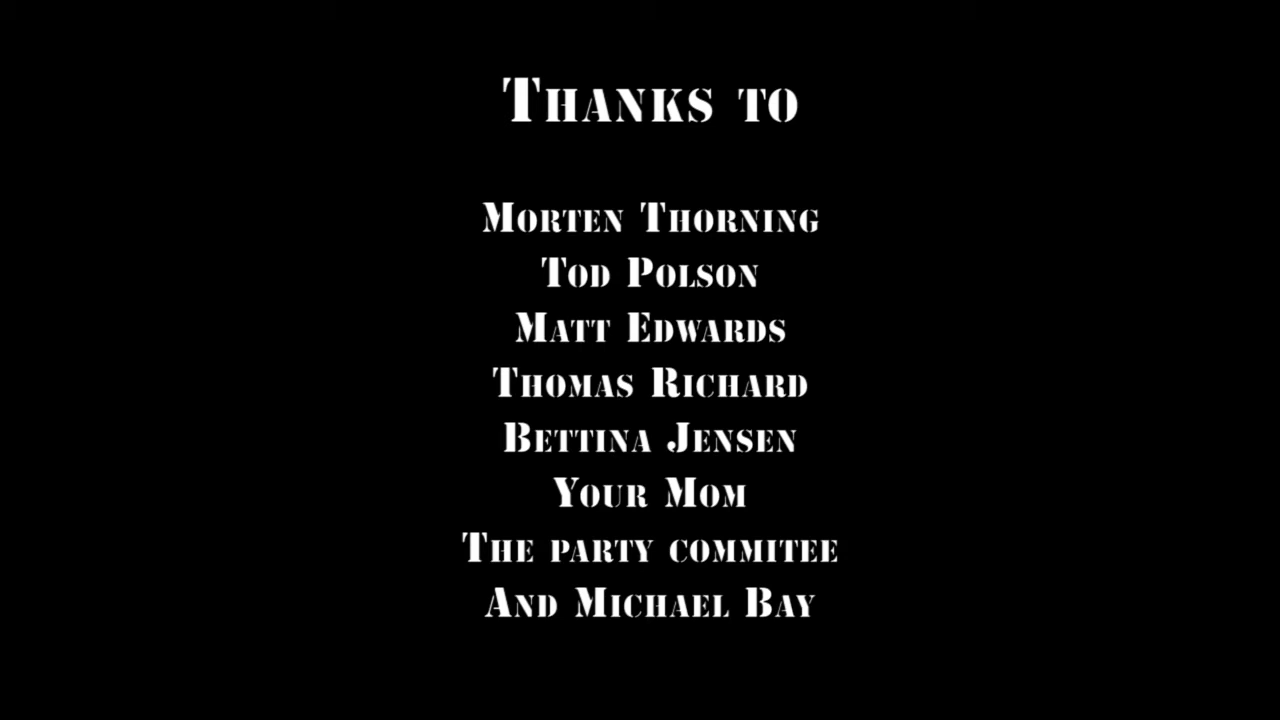 Thanks to
Morten Thorning
Tod Polson
Matt Edwards
Thomas Richard
Bettina Jensen
Your Mom
The party commitee
And Michael Bay